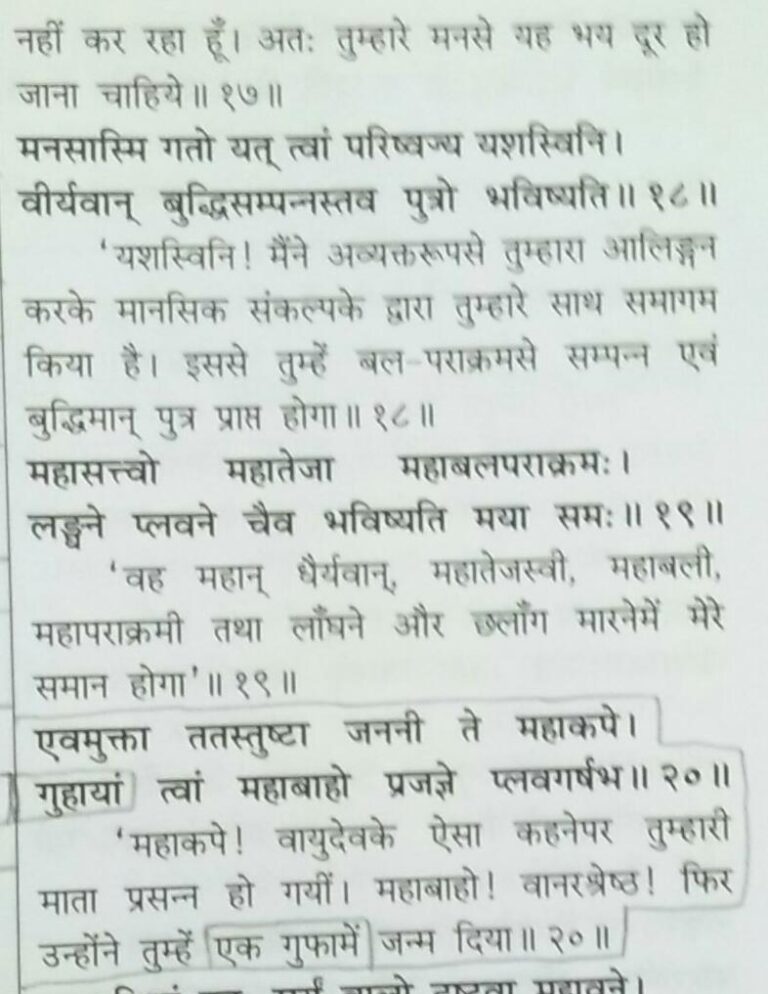 नहीं कर रहा हूँ। अतः तुम्हारे मनसे यह भय दूर हो
जाना चाहिये॥ १७॥
मनसास्मि गतो यत् त्वां परिष्वज्य यशस्विनि।
वीर्यवान् बुद्धिसम्पन्नस्तव पुत्रो भविष्यति॥ १८॥
‘यशस्विनि! मैंने अव्यक्तरूपसे तुम्हारा आलिङ्गन
करके मानसिक संकल्पके द्वारा तुम्हारे साथ समागम
किया है। इससे तुम्हें बल-पराक्रमसे सम्पन्न एवं
बुद्धिमान् पुत्र प्राप्त होगा॥ १८॥
महासत्त्वो महातेजा महाबलपराक्रमः।
लङ्घने प्लवने चैव भविष्यति मया समः॥ १९॥
‘वह महान् धैर्यवान्, महातेजस्वी, महाबली,
महापराक्रमी तथा लाँघने और छलाँग मारनेमें मेरे
समान होगा’॥ १९॥
एवमुक्ता ततस्तुष्टा जननी ते महाकपे।
गुहायां त्वां महाबाहो प्रजज्ञे प्लवगर्षभ॥ २०॥
‘महाकपे! वायुदेवके ऐसा कहनेपर तुम्हारी
माता प्रसन्न हो गयीं। महाबाहो! वानरश्रेष्ठ! फिर
उन्होंने तुम्हें एक गुफामें जन्म दिया॥ २०॥